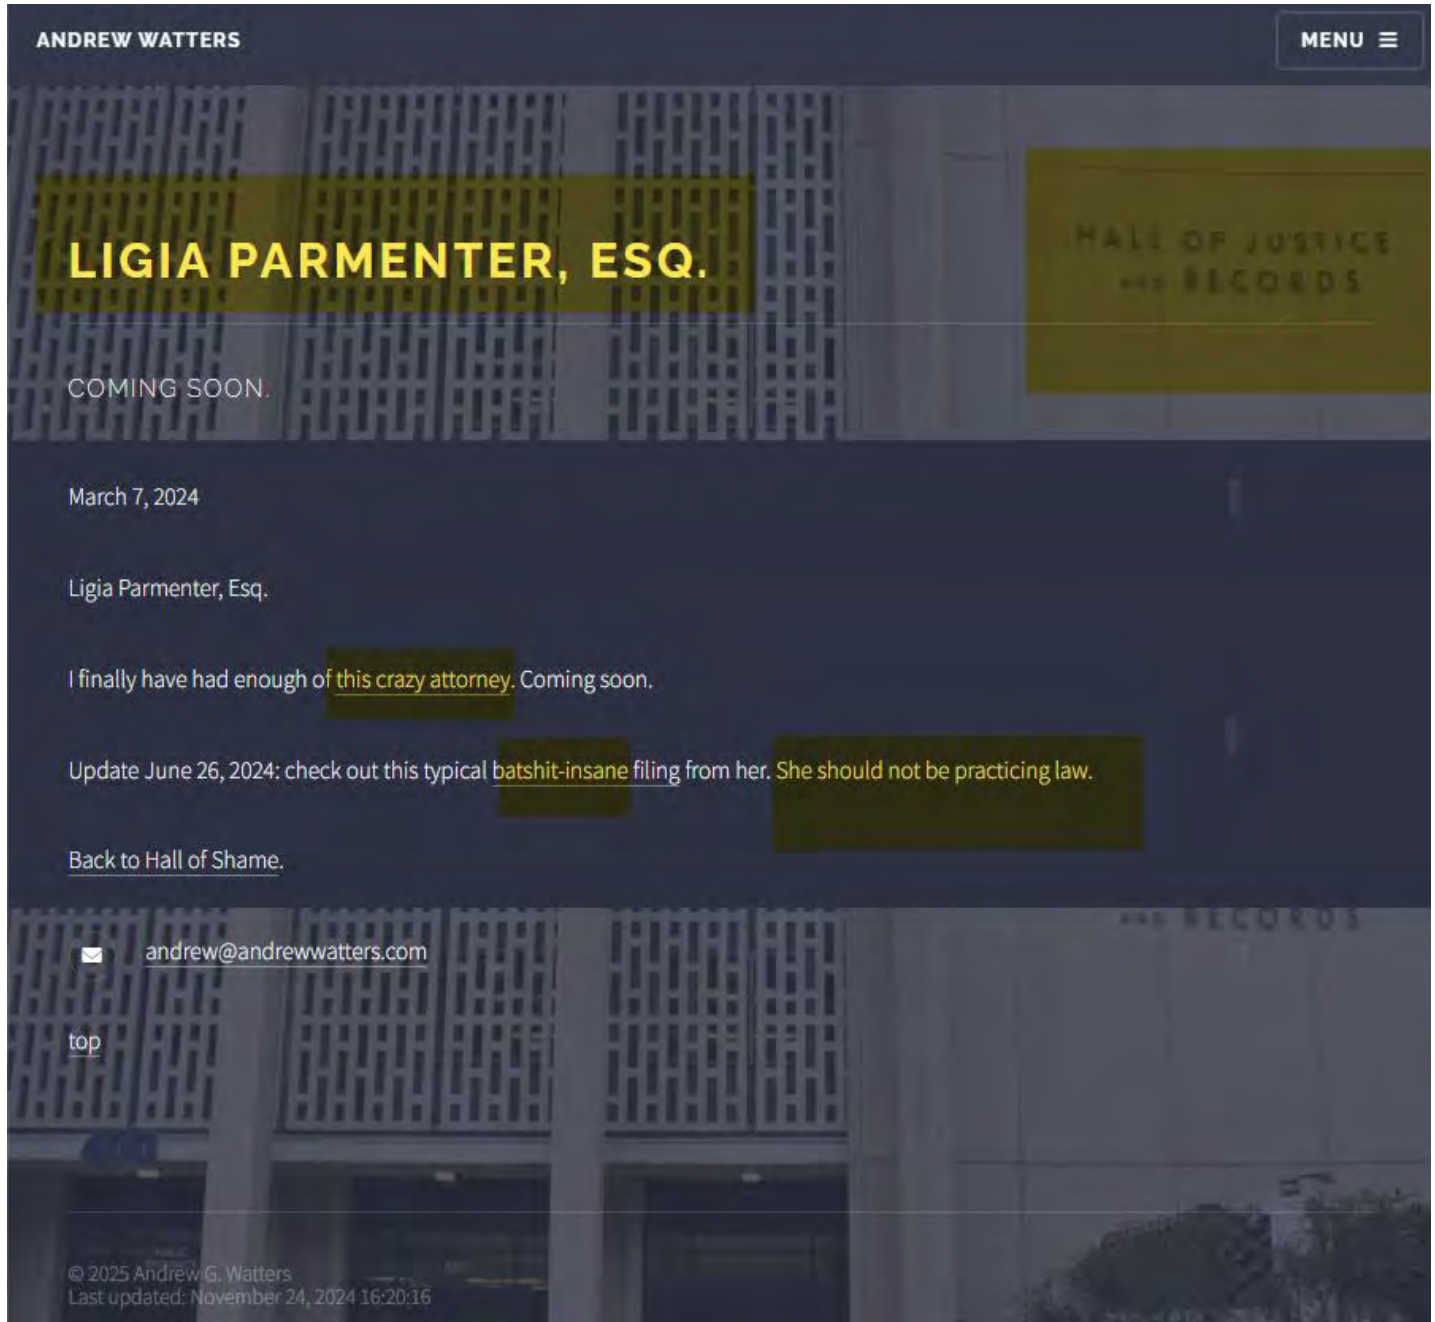 ANDREW WATTERS
MENU
LIGIA PARMENTER, ESQ.
HALL OF JUSTICE
AND RECORDS
COMING SOON.
March 7, 2024
Ligia Parmenter, Esq.
I finally have had enough of this crazy attorney. Coming soon.
Update June 26, 2024: check out this typical batshit-insane filing from her. She should not be practicing law.
Back to Hall of Shame.
AND RECORDS
andrew@andrewwatters.com
top
© 2025 Andrew G. Watters
Last updated: November 24, 2024 16:20:16